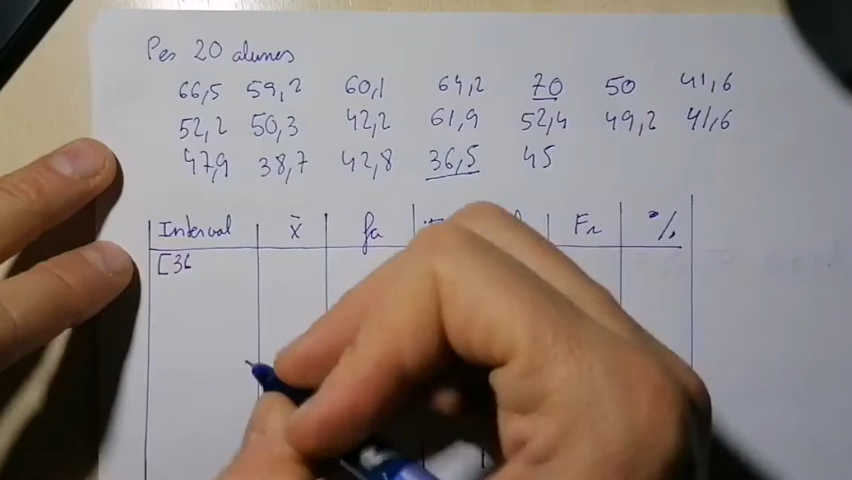 Pes 20 alumnes
66,5 59,2 60,1 64,2 70 50 41,6
52,2 50,3 42,2 61,9 52,4 49,2 41,6
47,9 38,7 42,8 36,5 45
Interval x̄ fa Fr %
[36